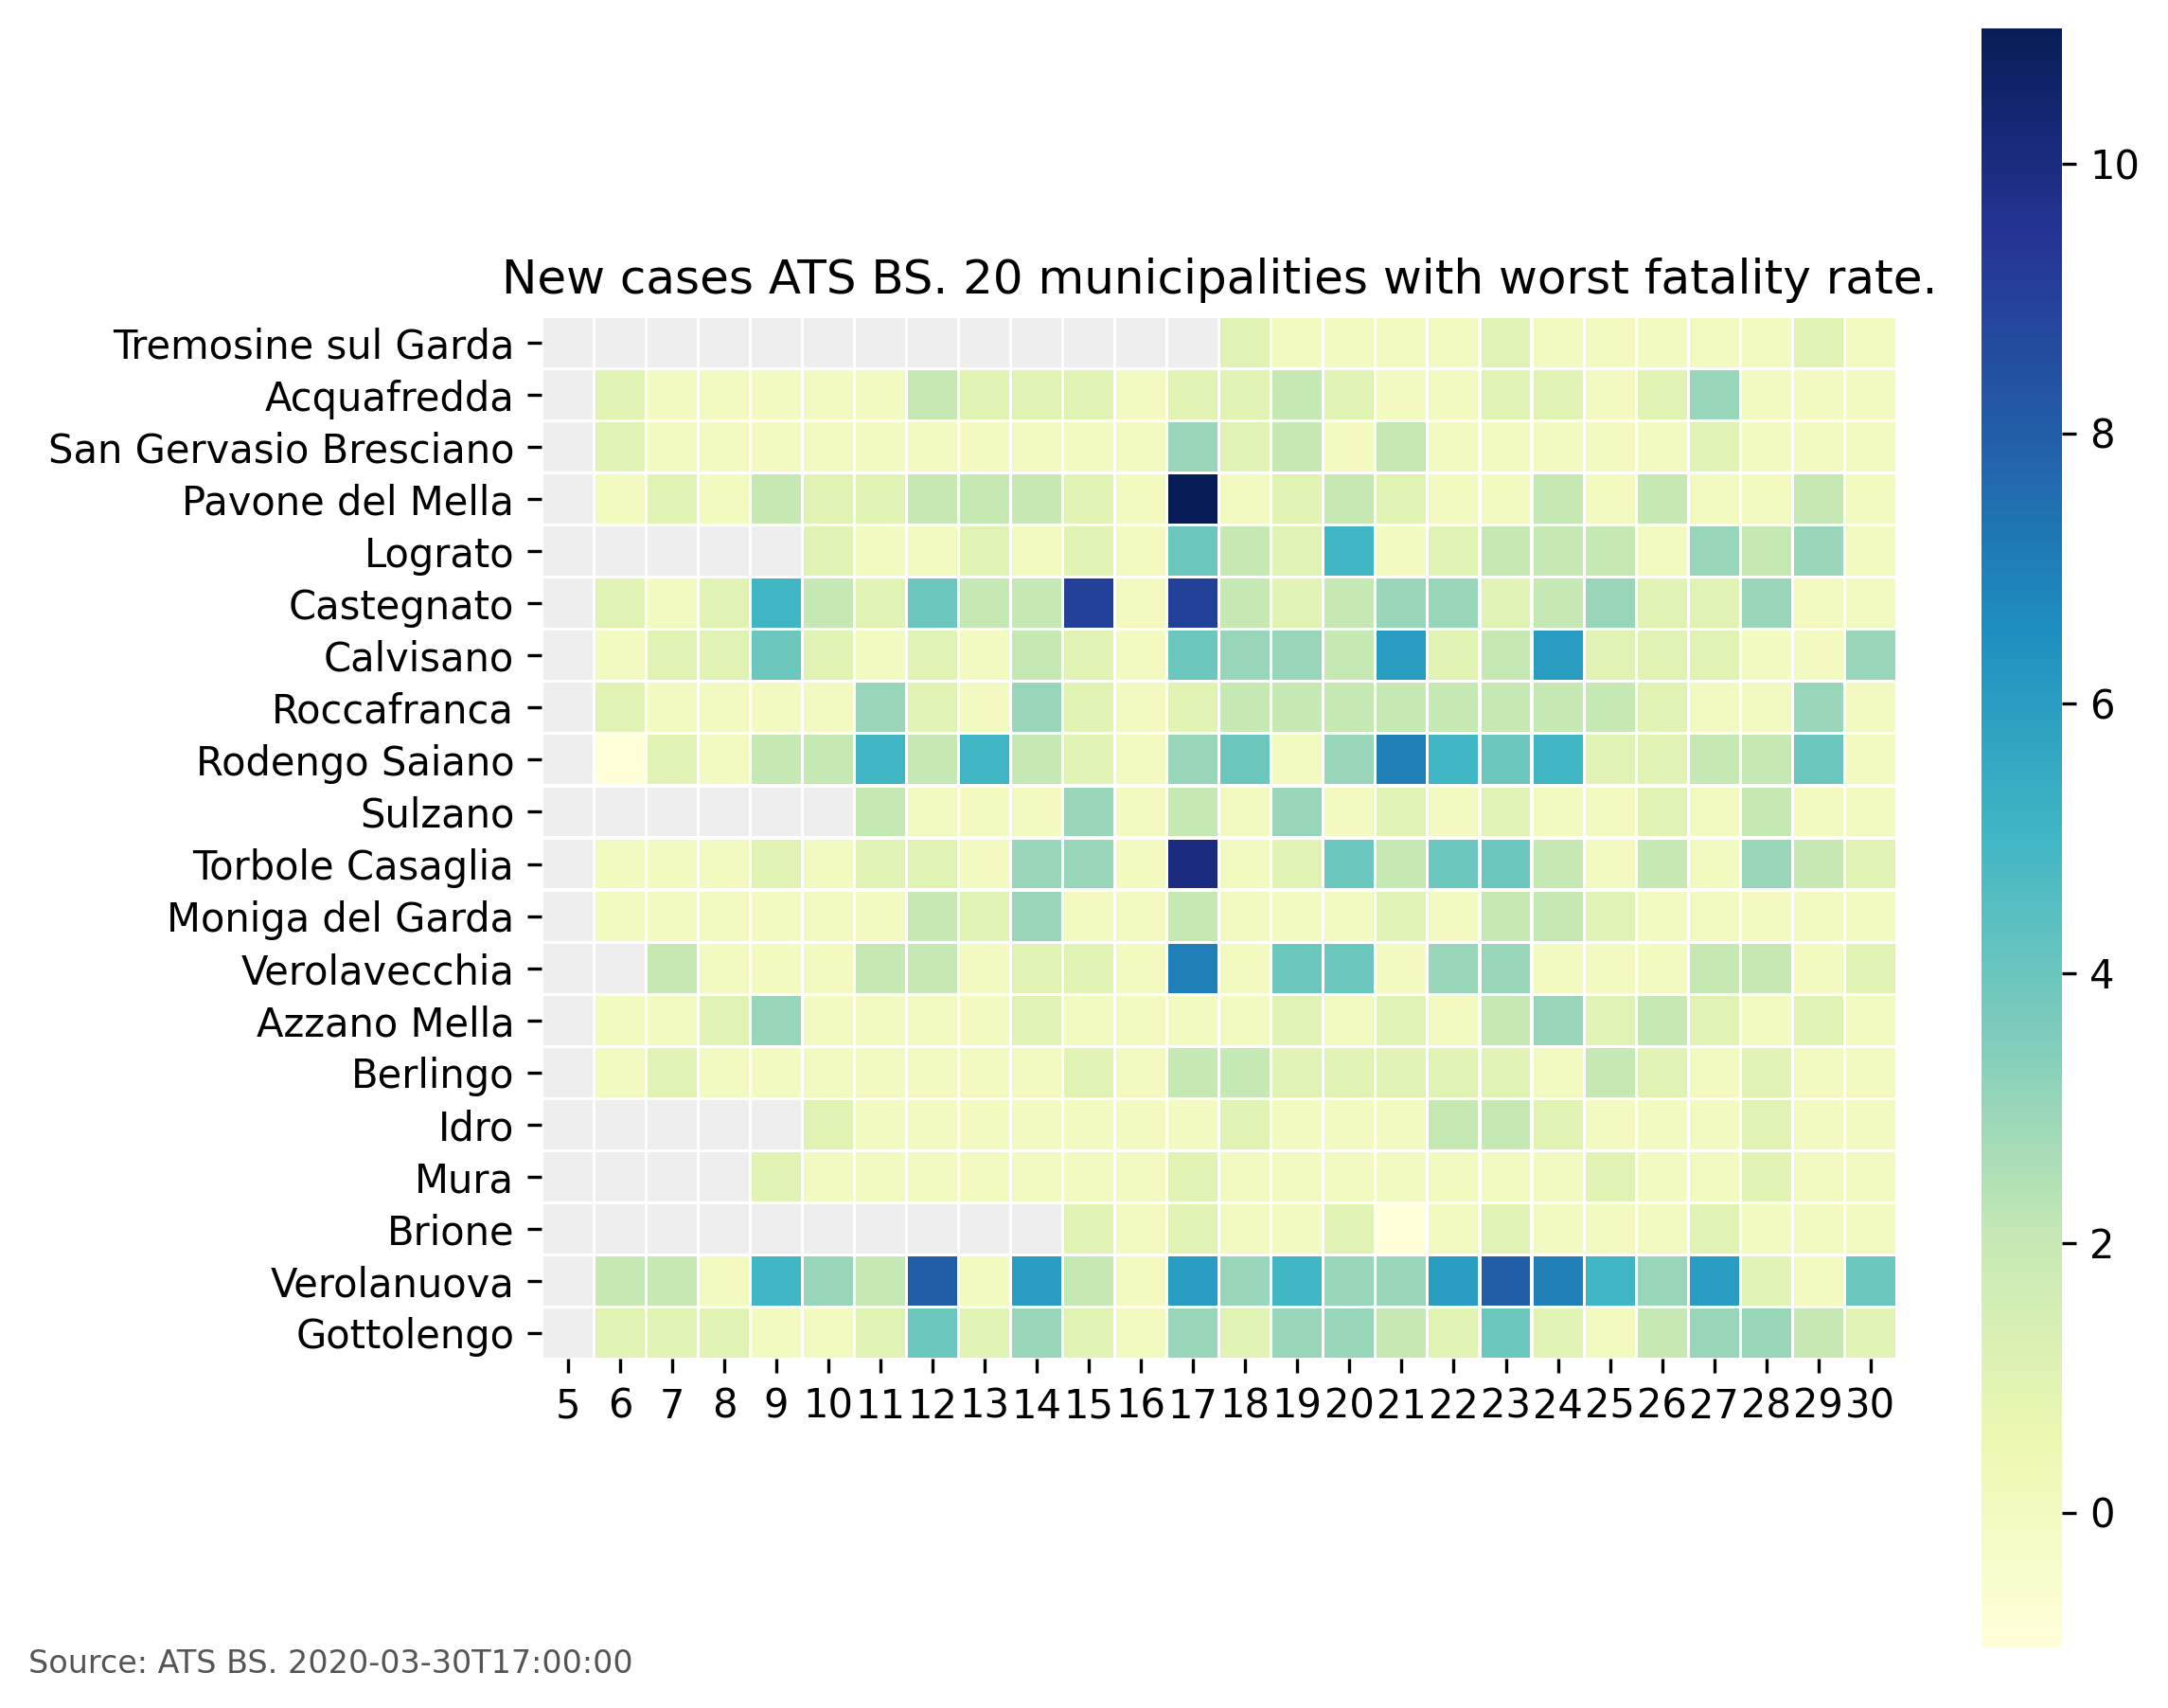 New cases ATS BS. 20 municipalities with worst fatality rate.
Tremosine sul Garda
Acquafredda
San Gervasio Bresciano
Pavone del Mella
Lograto
Castegnato
Calvisano
Roccafranca
Rodengo Saiano
Sulzano
Torbole Casaglia
Moniga del Garda
Verolavecchia
Azzano Mella
Berlingo
Idro
Mura
Brione
Verolanuova
Gottolengo
5 6 7 8 9 10 11 12 13 14 15 16 17 18 19 20 21 22 23 24 25 26 27 28 29 30
10
8
6
4
2
0
Source: ATS BS. 2020-03-30T17:00:00